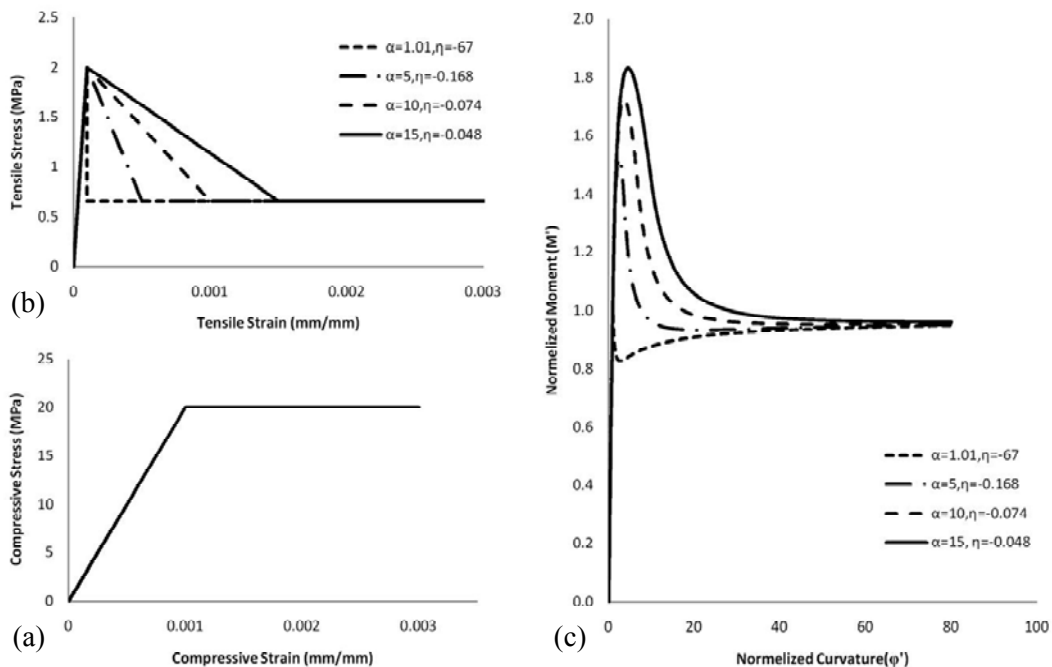 2.5
2
1.5
1
0.5
0
Tensile Stress (MPa)
α=1.01,η=-67
α=5,η=-0.168
α=10,η=-0.074
α=15,η=-0.048
0
0.001
0.002
0.003
Tensile Strain (mm/mm)
(b)
25
20
15
10
5
0
Compressive Stress (MPa)
0
0.001
0.002
0.003
Compressive Strain (mm/mm)
(a)
2.0
1.8
1.6
1.4
1.2
1.0
0.8
0.6
0.4
0.2
0.0
Normelized Moment (M')
α=1.01,η=-67
α=5,η=-0.168
α=10,η=-0.074
α=15, η=-0.048
0
20
40
60
80
100
Normelized Curvature(φ')
(c)